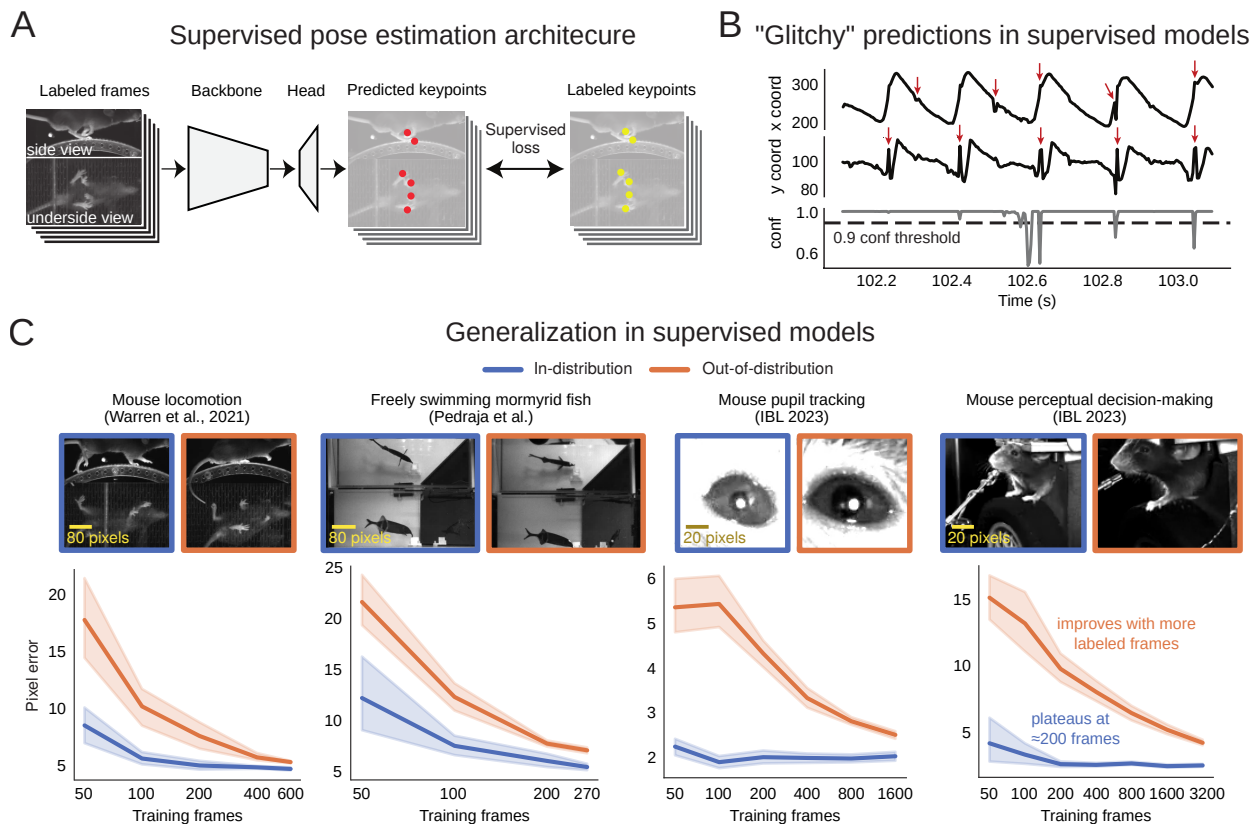 A
Supervised pose estimation architecure
Labeled frames
Backbone
Head
Predicted keypoints
Labeled keypoints
side view
underside view
Supervised
loss
B
"Glitchy" predictions in supervised models
x coord
300
200
y coord
100
80
conf
1.0
0.6
0.9 conf threshold
102.2 102.4 102.6 102.8 103.0
Time (s)
C
Generalization in supervised models
In-distribution
Out-of-distribution
Mouse locomotion
(Warren et al., 2021)
80 pixels
Freely swimming mormyrid fish
(Pedraja et al.)
80 pixels
Mouse pupil tracking
(IBL 2023)
20 pixels
Mouse perceptual decision-making
(IBL 2023)
20 pixels
Pixel error
20
15
10
5
50 100 200 400 600
Training frames
25
20
15
10
5
50 100 200 270
Training frames
6
5
4
3
2
50 100 200 400 800 1600
Training frames
15
10
5
improves with more
labeled frames
plateaus at
≈200 frames
50 100 200 400 800 1600 3200
Training frames